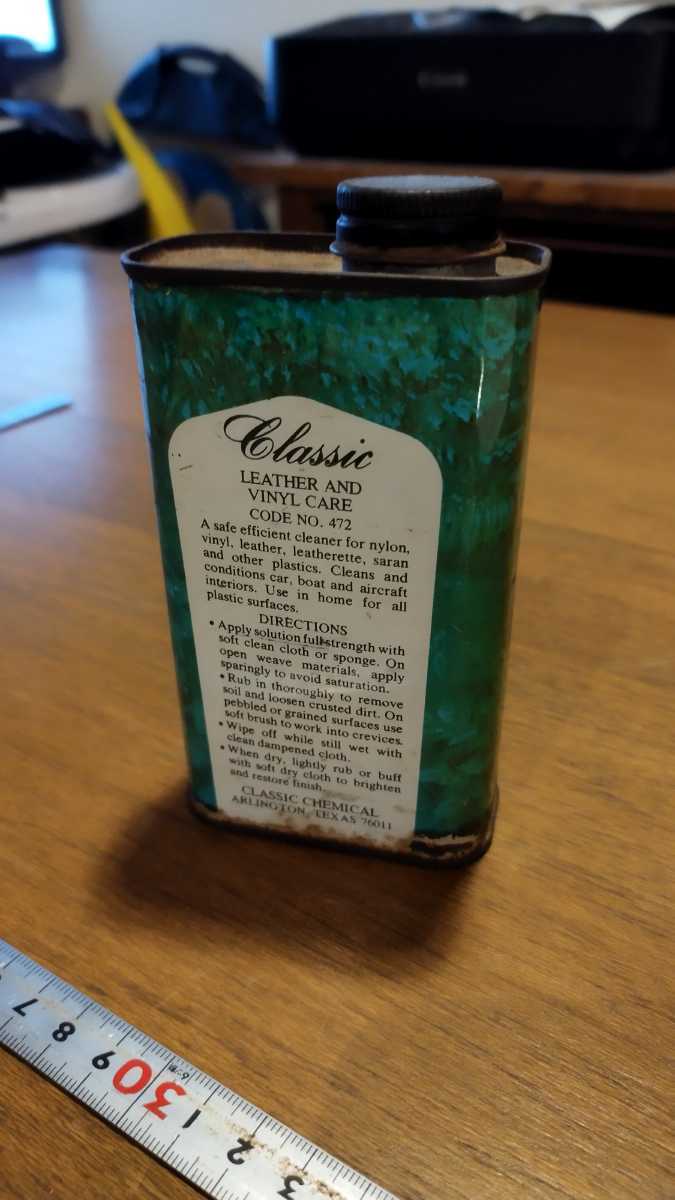 Canon
Classic
LEATHER AND
VINYL CARE
CODE NO. 472
A safe efficient cleaner for nylon,
vinyl, leather, leatherette, saran
and other plastics. Cleans and
conditions car, boat and aircraft
interiors. Use in home for all
plastic surfaces.
DIRECTIONS
• Apply solution full strength with
soft clean cloth or sponge. On
open weave materials, apply
sparingly to avoid saturation.
• Rub in thoroughly to remove
soil and loosen crusted dirt. On
pebbled or grained surfaces use
soft brush to work into crevices.
• Wipe off while still wet with
clean dampened cloth.
• When dry, lightly rub or buff
with soft dry cloth to brighten
and restore finish.
CLASSIC CHEMICAL
ARLINGTON, TEXAS 76011
7 8 9 30 1 2 3